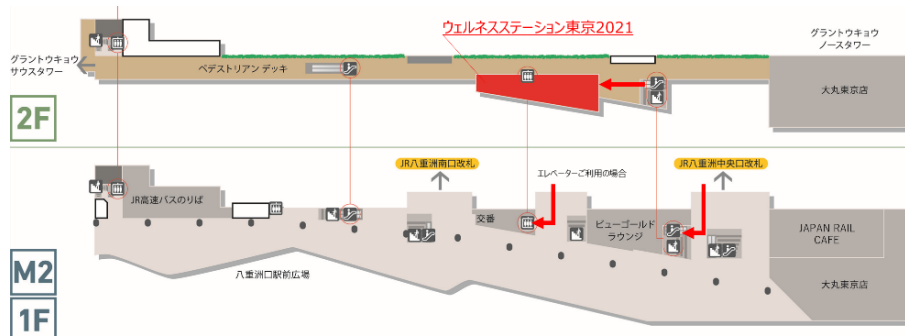 ウェルネスステーション東京2021
グラントウキョウ
サウスタワー
ペデストリアン デッキ
グラントウキョウ
ノースタワー
大丸東京店
2F
JR八重洲南口改札
エレベーターご利用の場合
JR八重洲中央口改札
JR高速バスのりば
交番
ビューゴールド
ラウンジ
JAPAN RAIL
CAFE
八重洲口駅前広場
大丸東京店
M2
1F